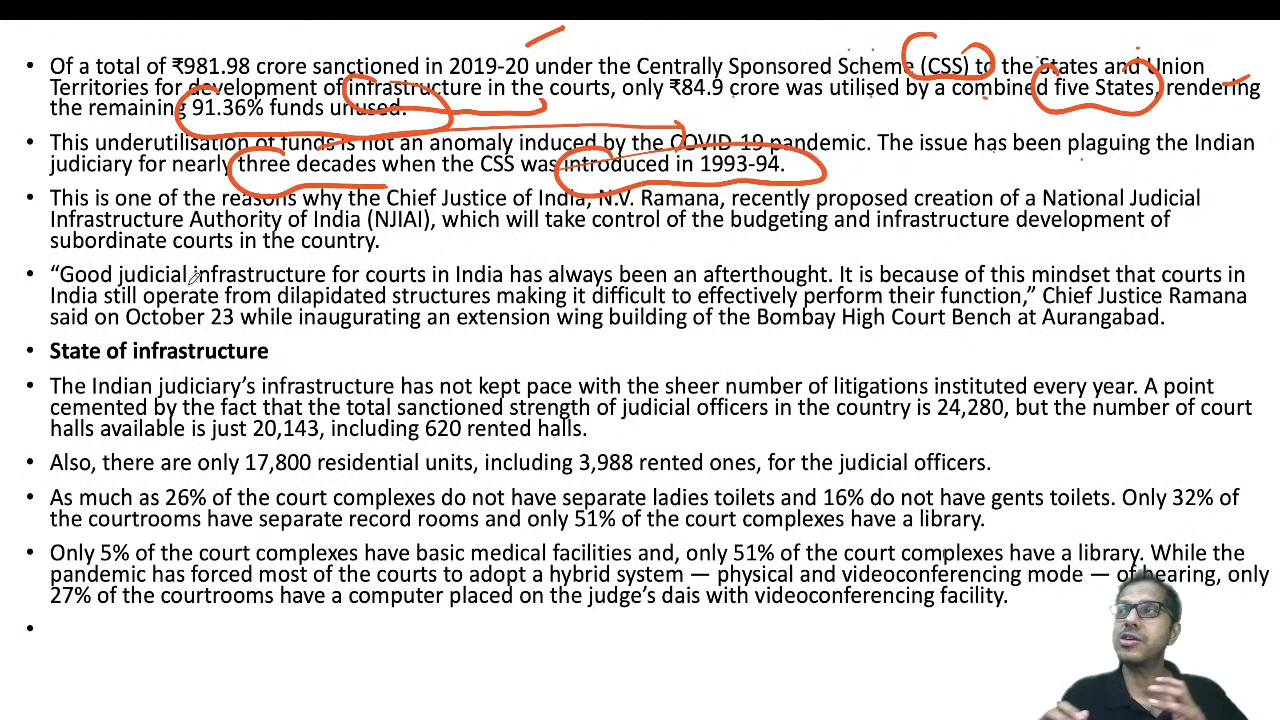 • Of a total of ₹981.98 crore sanctioned in 2019-20 under the Centrally Sponsored Scheme (CSS) to the States and Union
Territories for development of infrastructure in the courts, only ₹84.9 crore was utilised by a combined five States, rendering
the remaining 91.36% funds unused.
• This underutilisation of funds is not an anomaly induced by the COVID-19 pandemic. The issue has been plaguing the Indian
judiciary for nearly three decades when the CSS was introduced in 1993-94.
• This is one of the reasons why the Chief Justice of India, N.V. Ramana, recently proposed creation of a National Judicial
Infrastructure Authority of India (NJIAI), which will take control of the budgeting and infrastructure development of
subordinate courts in the country.
• “Good judicial infrastructure for courts in India has always been an afterthought. It is because of this mindset that courts in
India still operate from dilapidated structures making it difficult to effectively perform their function,” Chief Justice Ramana
said on October 23 while inaugurating an extension wing building of the Bombay High Court Bench at Aurangabad.
• State of infrastructure
• The Indian judiciary’s infrastructure has not kept pace with the sheer number of litigations instituted every year. A point
cemented by the fact that the total sanctioned strength of judicial officers in the country is 24,280, but the number of court
halls available is just 20,143, including 620 rented halls.
• Also, there are only 17,800 residential units, including 3,988 rented ones, for the judicial officers.
• As much as 26% of the court complexes do not have separate ladies toilets and 16% do not have gents toilets. Only 32% of
the courtrooms have separate record rooms and only 51% of the court complexes have a library.
• Only 5% of the court complexes have basic medical facilities and, only 51% of the court complexes have a library. While the
pandemic has forced most of the courts to adopt a hybrid system — physical and videoconferencing mode — of hearing, only
27% of the courtrooms have a computer placed on the judge’s dais with videoconferencing facility.
•